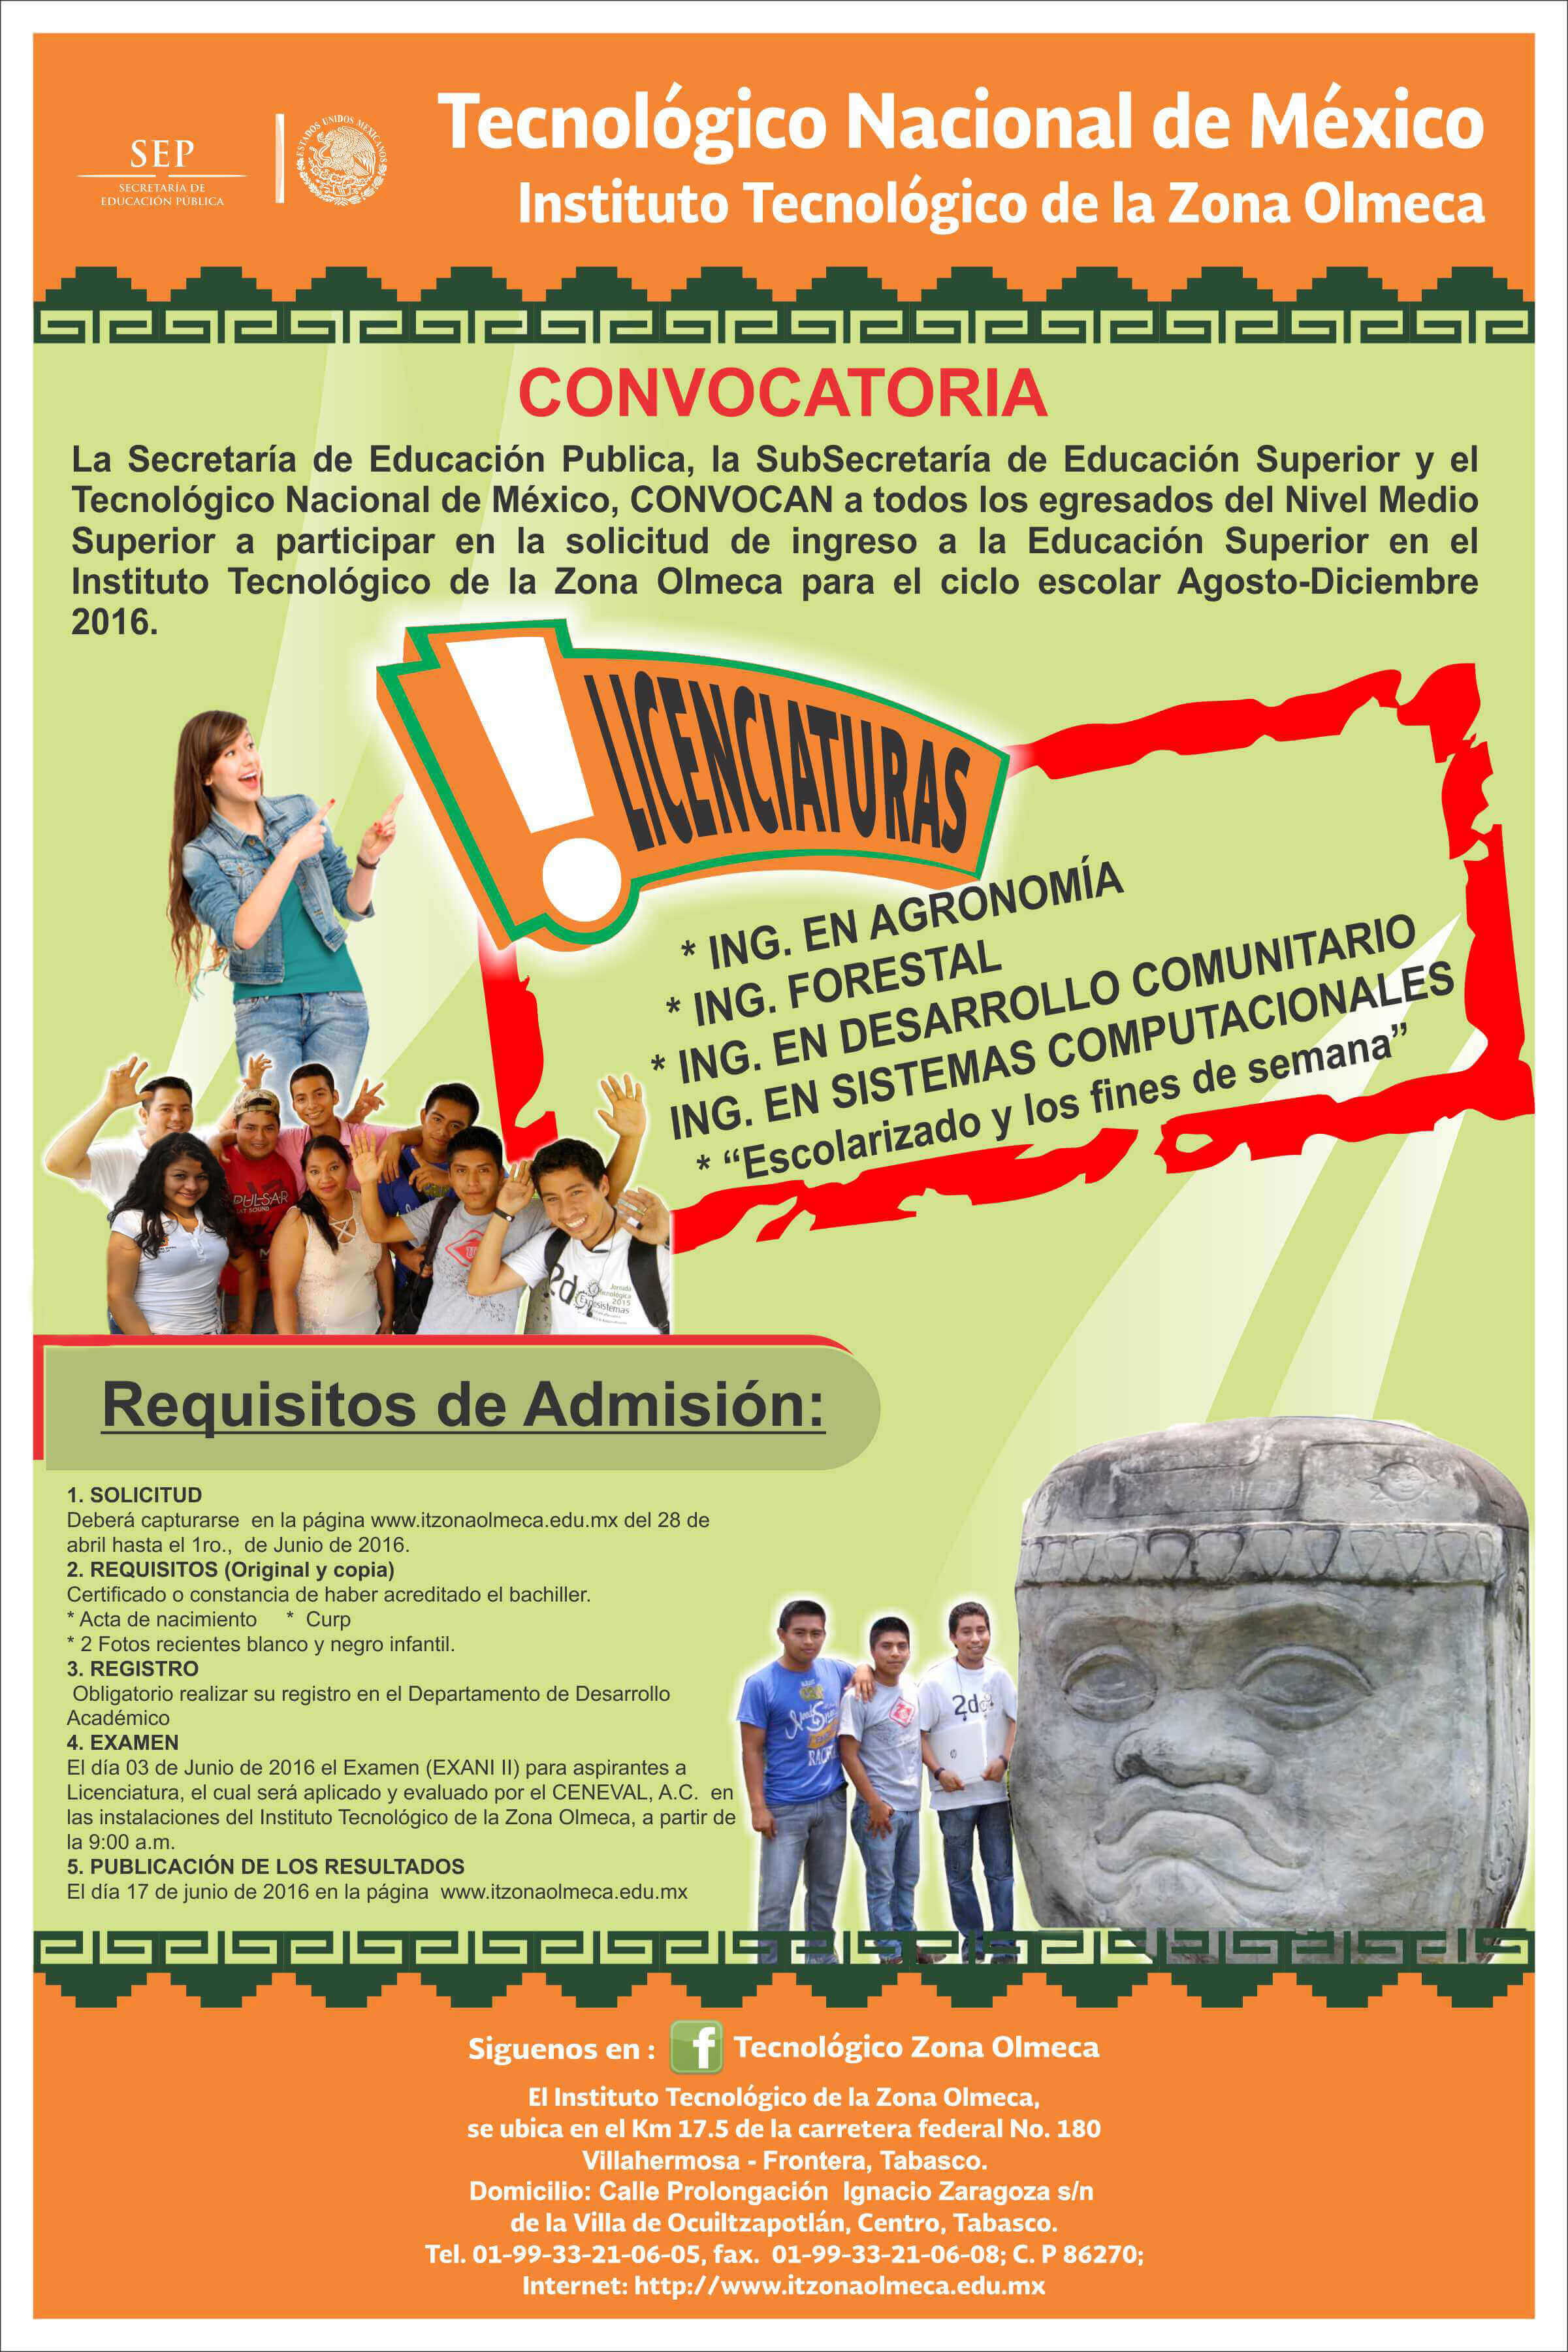 SEP
SECRETARÍA DE
EDUCACIÓN PÚBLICA
ESTADOS UNIDOS MEXICANOS
Tecnológico Nacional de México
Instituto Tecnológico de la Zona Olmeca
CONVOCATORIA
La Secretaría de Educación Publica, la SubSecretaría de Educación Superior y el
Tecnológico Nacional de México, CONVOCAN a todos los egresados del Nivel Medio
Superior a participar en la solicitud de ingreso a la Educación Superior en el
Instituto Tecnológico de la Zona Olmeca para el ciclo escolar Agosto-Diciembre
2016.
! LICENCIATURAS
* ING. EN AGRONOMÍA
* ING. FORESTAL
* ING. EN DESARROLLO COMUNITARIO
ING. EN SISTEMAS COMPUTACIONALES
* “Escolarizado y los fines de semana”
PULSAR
2d
Jornada
Tecnológica
2015
Requisitos de Admisión:
1. SOLICITUD
Deberá capturarse en la página www.itzonaolmeca.edu.mx del 28 de
abril hasta el 1ro., de Junio de 2016.
2. REQUISITOS (Original y copia)
Certificado o constancia de haber acreditado el bachiller.
* Acta de nacimiento * Curp
* 2 Fotos recientes blanco y negro infantil.
3. REGISTRO
Obligatorio realizar su registro en el Departamento de Desarrollo
Académico
4. EXAMEN
El día 03 de Junio de 2016 el Examen (EXANI II) para aspirantes a
Licenciatura, el cual será aplicado y evaluado por el CENEVAL, A.C. en
las instalaciones del Instituto Tecnológico de la Zona Olmeca, a partir de
la 9:00 a.m.
5. PUBLICACIÓN DE LOS RESULTADOS
El día 17 de junio de 2016 en la página www.itzonaolmeca.edu.mx
2d
Siguenos en : f Tecnológico Zona Olmeca
El Instituto Tecnológico de la Zona Olmeca,
se ubica en el Km 17.5 de la carretera federal No. 180
Villahermosa - Frontera, Tabasco.
Domicilio: Calle Prolongación Ignacio Zaragoza s/n
de la Villa de Ocuiltzapotlán, Centro, Tabasco.
Tel. 01-99-33-21-06-05, fax. 01-99-33-21-06-08; C. P 86270;
Internet: http://www.itzonaolmeca.edu.mx